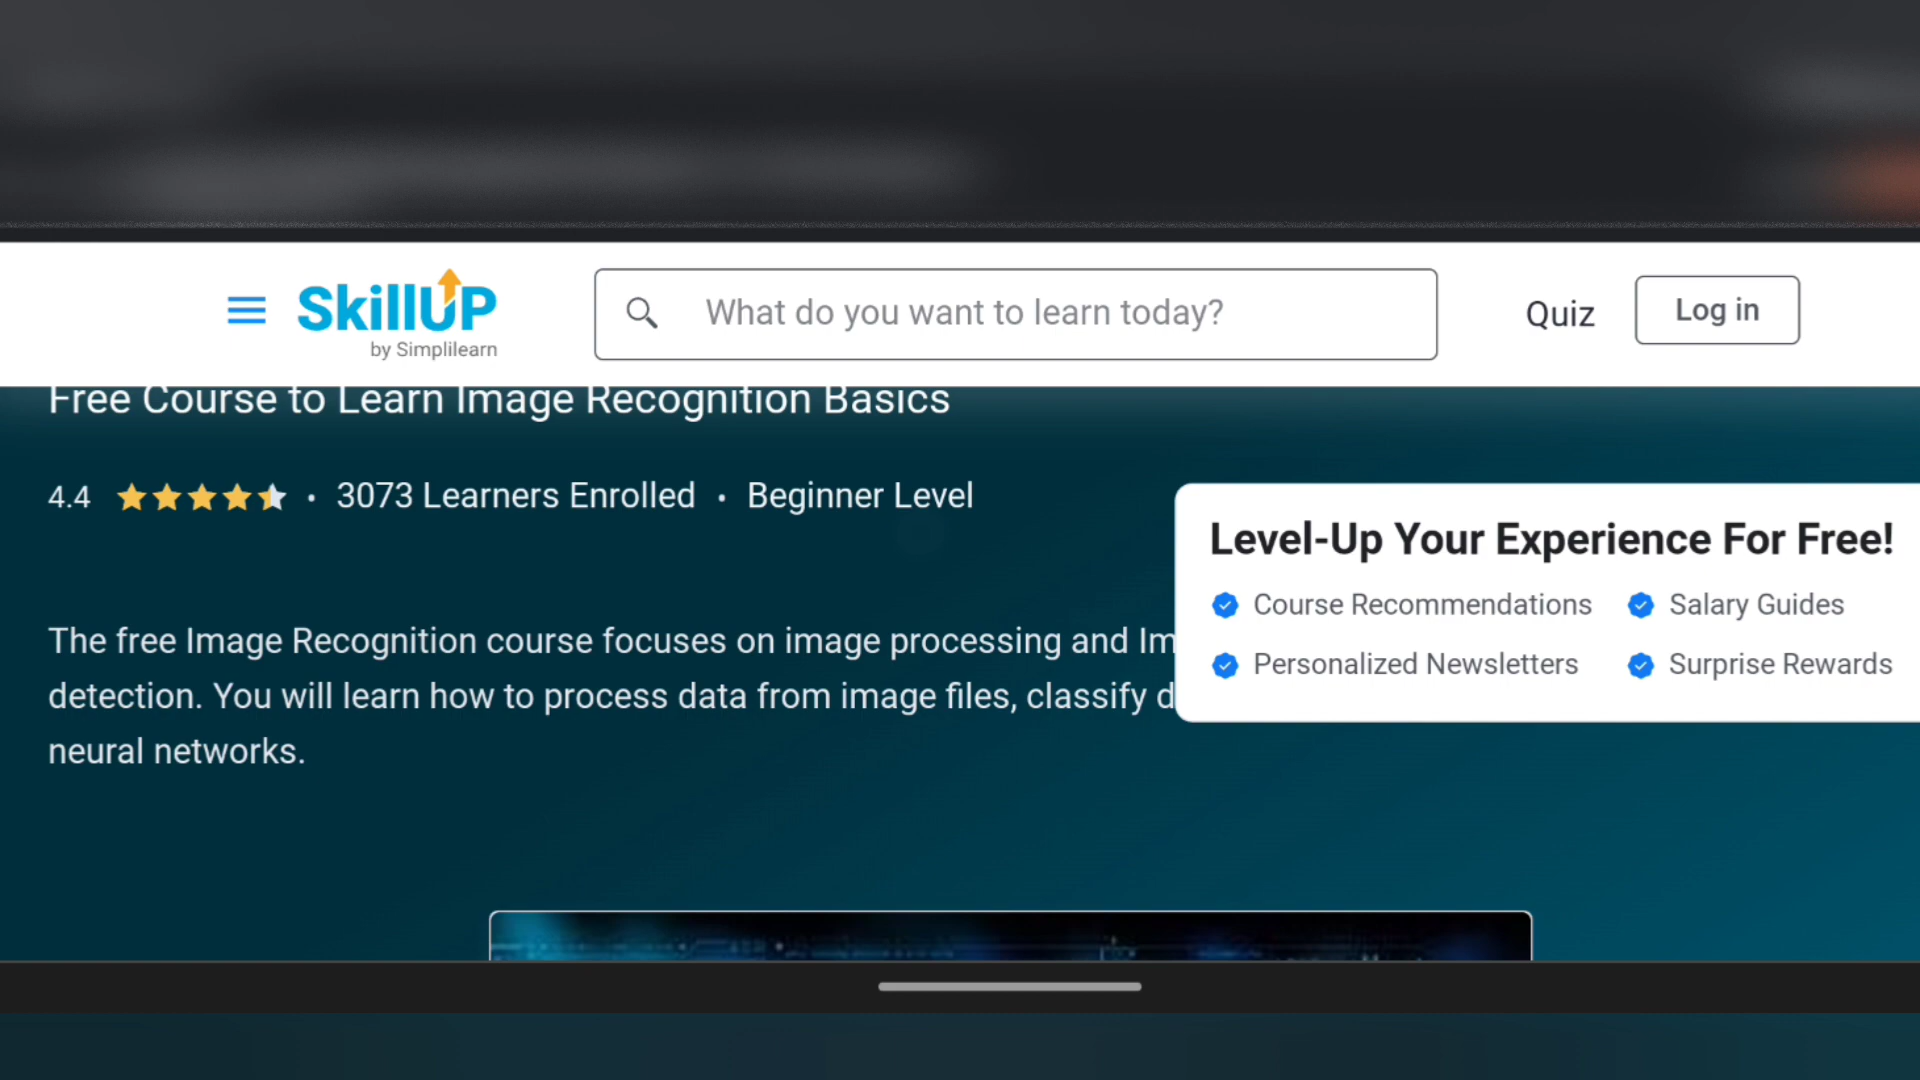 SkillUP
by Simplilearn
What do you want to learn today?
Quiz
Log in
Free Course to Learn Image Recognition Basics
4.4 • 3073 Learners Enrolled • Beginner Level
The free Image Recognition course focuses on image processing and
detection. You will learn how to process data from image files, classify
neural networks.
Level-Up Your Experience For Free!
Course Recommendations
Salary Guides
Personalized Newsletters
Surprise Rewards